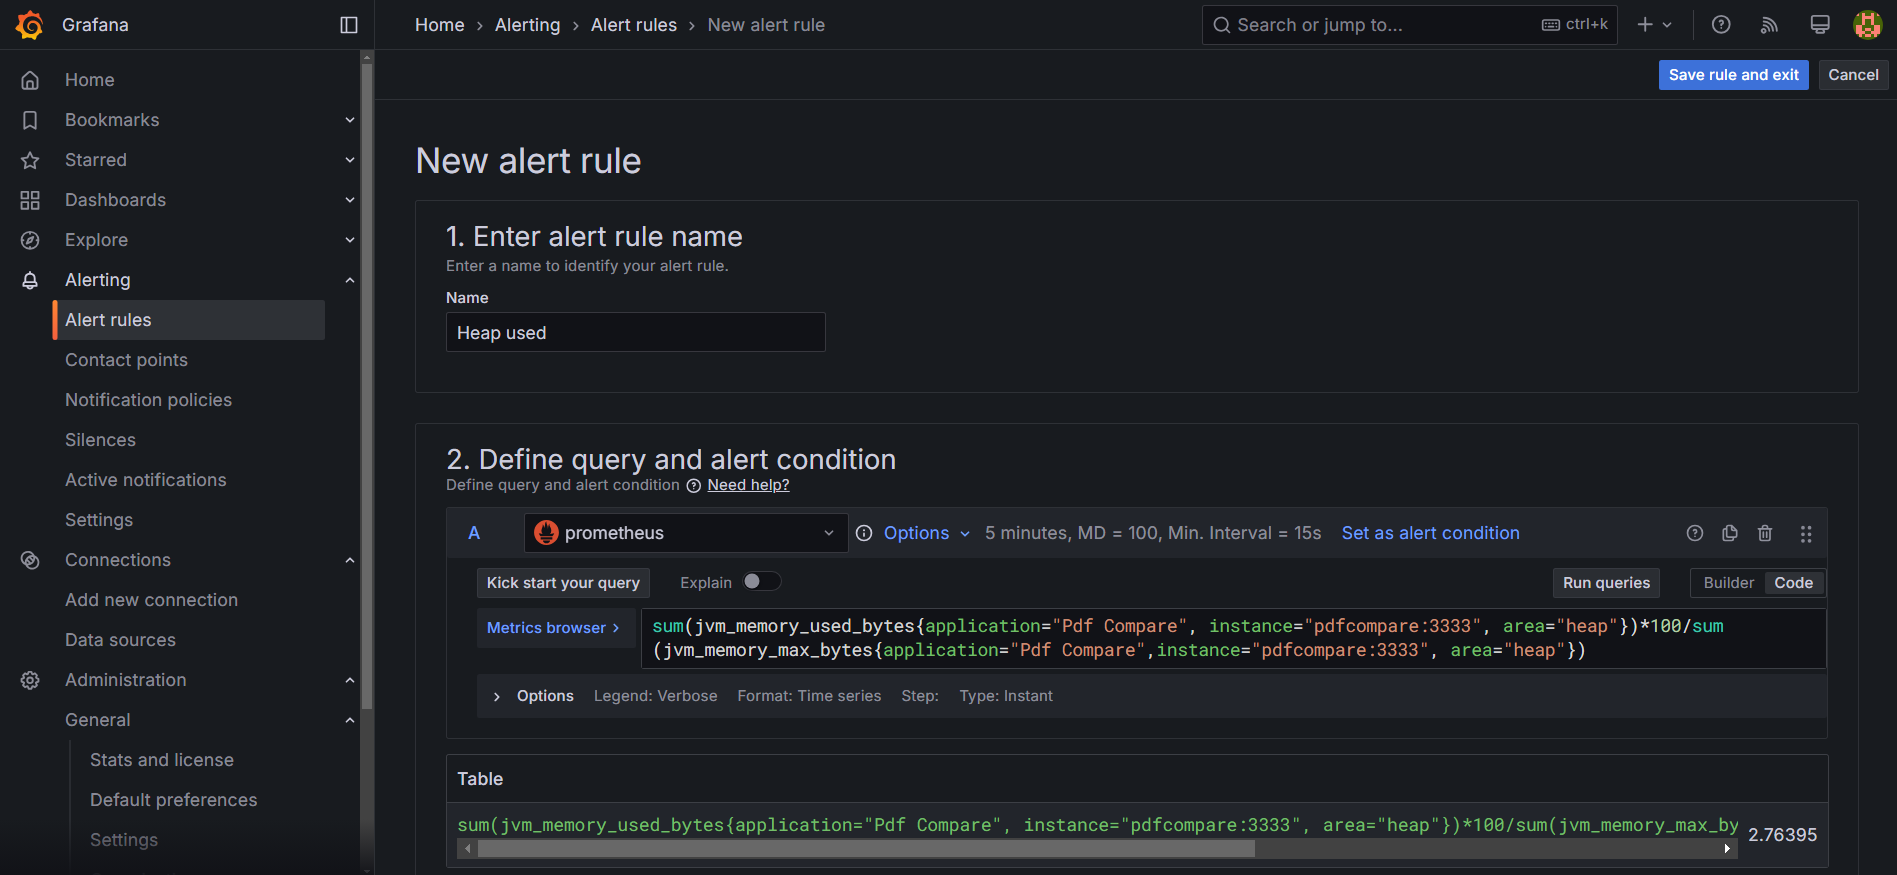 Grafana
Home › Alerting › Alert rules › New alert rule
Search or jump to...
ctrl+k
Save rule and exit
Cancel
Home
Bookmarks
Starred
Dashboards
Explore
Alerting
Alert rules
Contact points
Notification policies
Silences
Active notifications
Settings
Connections
Add new connection
Data sources
Administration
General
Stats and license
Default preferences
Settings
New alert rule
1. Enter alert rule name
Enter a name to identify your alert rule.
Name
Heap used
2. Define query and alert condition
Define query and alert condition Need help?
A prometheus Options 5 minutes, MD = 100, Min. Interval = 15s Set as alert condition
Kick start your query Explain Run queries Builder Code
Metrics browser ›
sum(jvm_memory_used_bytes{application="Pdf Compare", instance="pdfcompare:3333", area="heap"})*100/sum
(jvm_memory_max_bytes{application="Pdf Compare",instance="pdfcompare:3333", area="heap"})
Options Legend: Verbose Format: Time series Step: Type: Instant
Table
sum(jvm_memory_used_bytes{application="Pdf Compare", instance="pdfcompare:3333", area="heap"})*100/sum(jvm_memory_max_by
2.76395